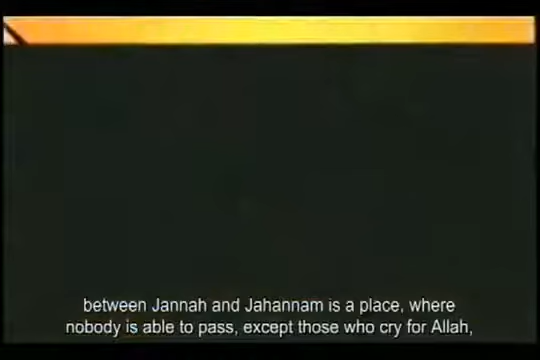 between Jannah and Jahannam is a place, where
nobody is able to pass, except those who cry for Allah,